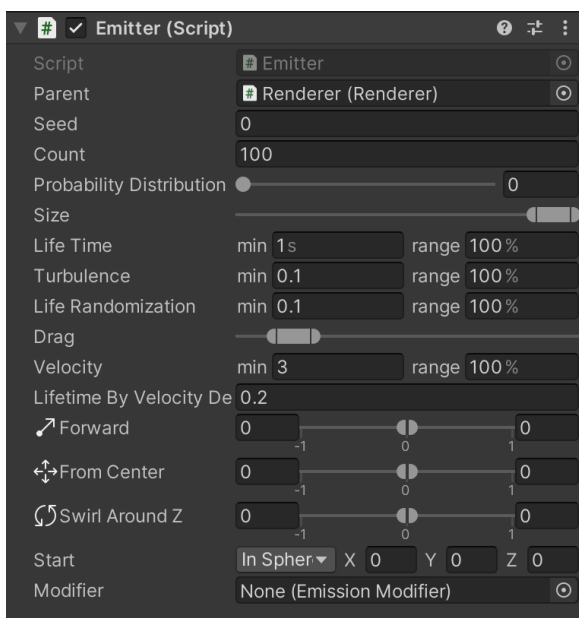 # Emitter (Script)
Script # Emitter
Parent # Renderer (Renderer)
Seed 0
Count 100
Probability Distribution 0
Size
Life Time min 1s range 100%
Turbulence min 0.1 range 100%
Life Randomization min 0.1 range 100%
Drag
Velocity min 3 range 100%
Lifetime By Velocity De 0.2
Forward 0 0
-1 0 1
From Center 0 0
-1 0 1
Swirl Around Z 0 0
-1 0 1
Start In Spher X 0 Y 0 Z 0
Modifier None (Emission Modifier)